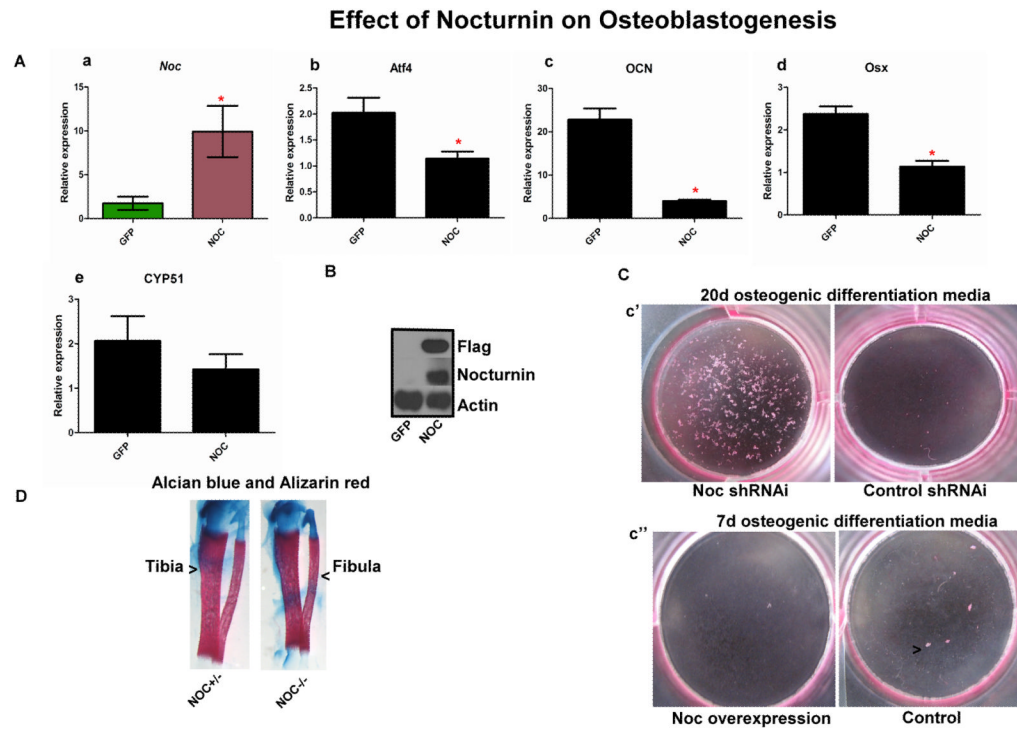 Effect of Nocturnin on Osteoblastogenesis
A
a
Noc
Relative expression
15
10
5
0
GFP
NOC
*
b
Atf4
Relative expression
2.5
2.0
1.5
1.0
0.5
0.0
GFP
NOC
*
c
OCN
Relative expression
30
20
10
0
GFP
NOC
*
d
Osx
Relative expression
3
2
1
0
GFP
NOC
*
e
CYP51
Relative expression
3
2
1
0
GFP
NOC
B
Flag
Nocturnin
Actin
GFP
NOC
C
20d osteogenic differentiation media
c'
Noc shRNAi
Control shRNAi
7d osteogenic differentiation media
c''
>
Noc overexpression
Control
D
Alcian blue and Alizarin red
Tibia >
< Fibula
NOC+/-
NOC-/-